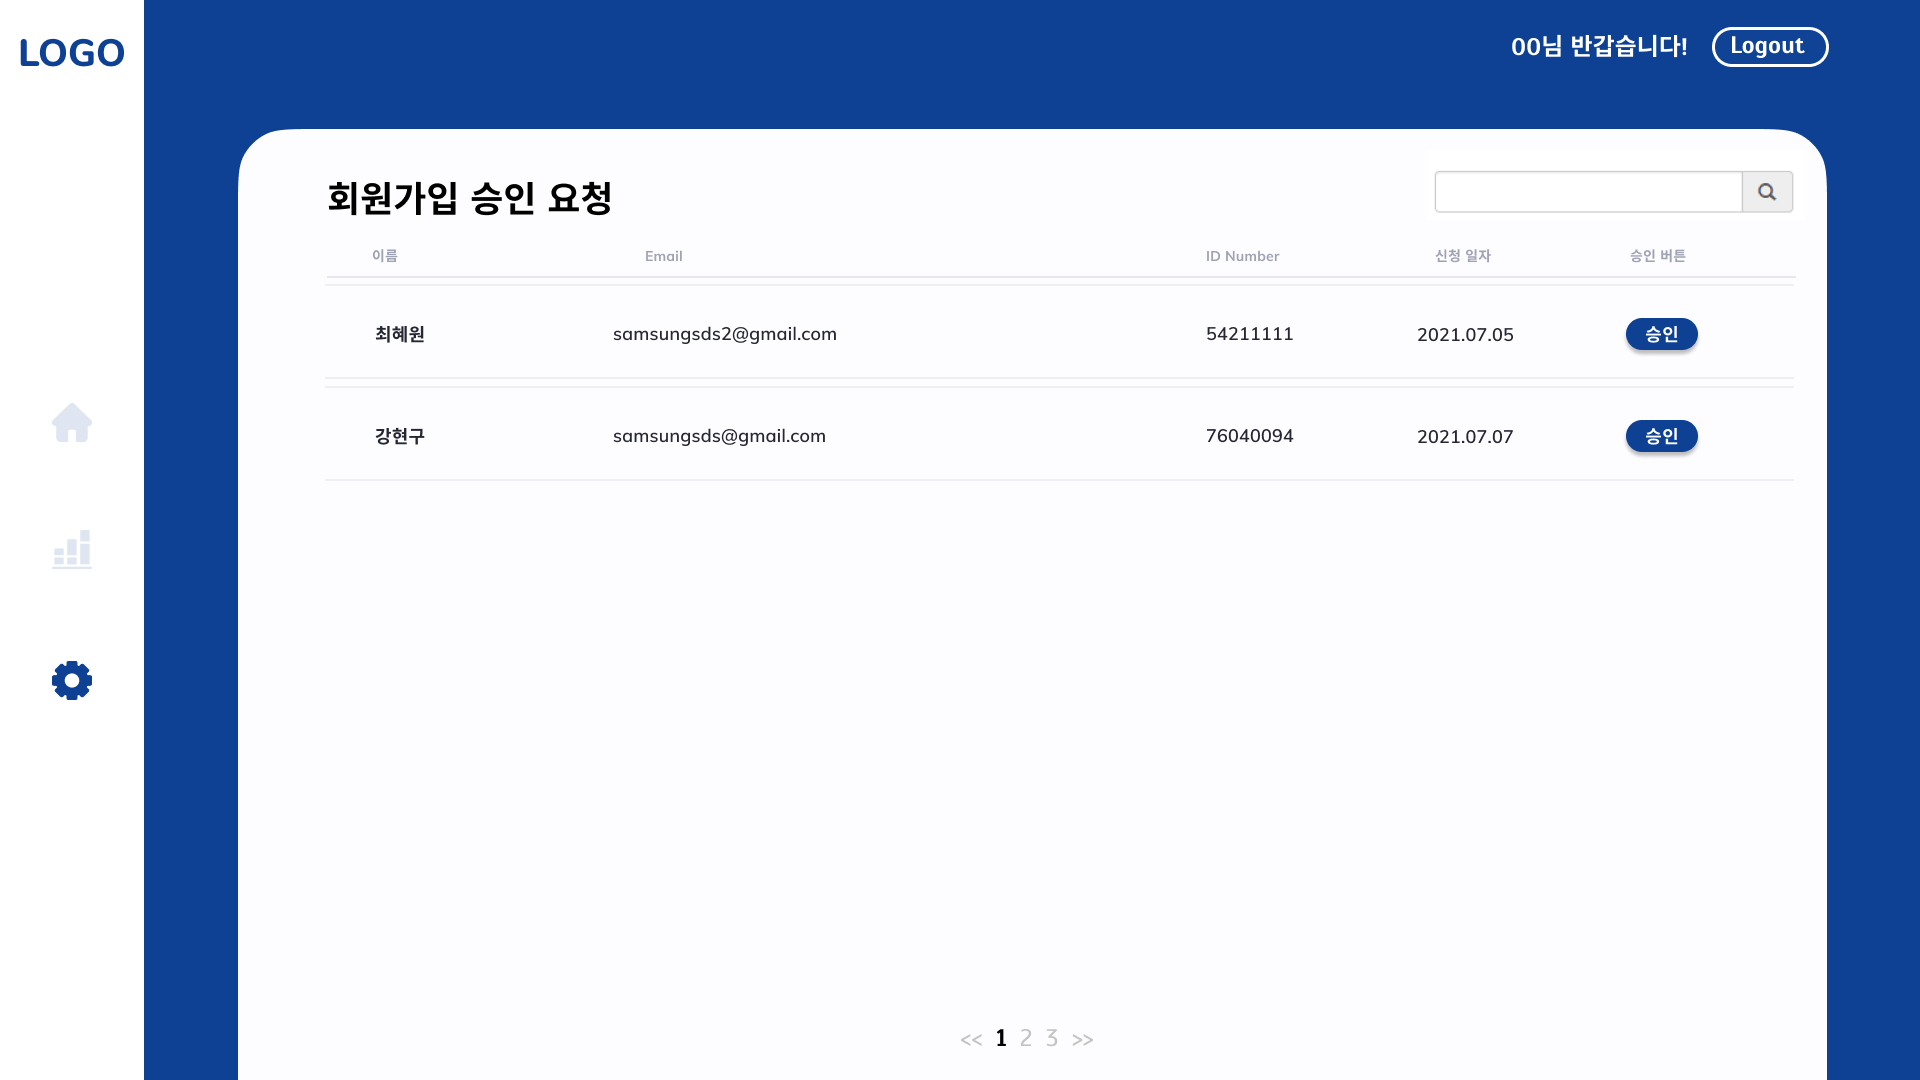 LOGO
00님 반갑습니다!
Logout
회원가입 승인 요청
이름 Email ID Number 신청 일자 승인 버튼
최혜원 samsungsds2@gmail.com 54211111 2021.07.05 승인
강현구 samsungsds@gmail.com 76040094 2021.07.07 승인
<< 1 2 3 >>